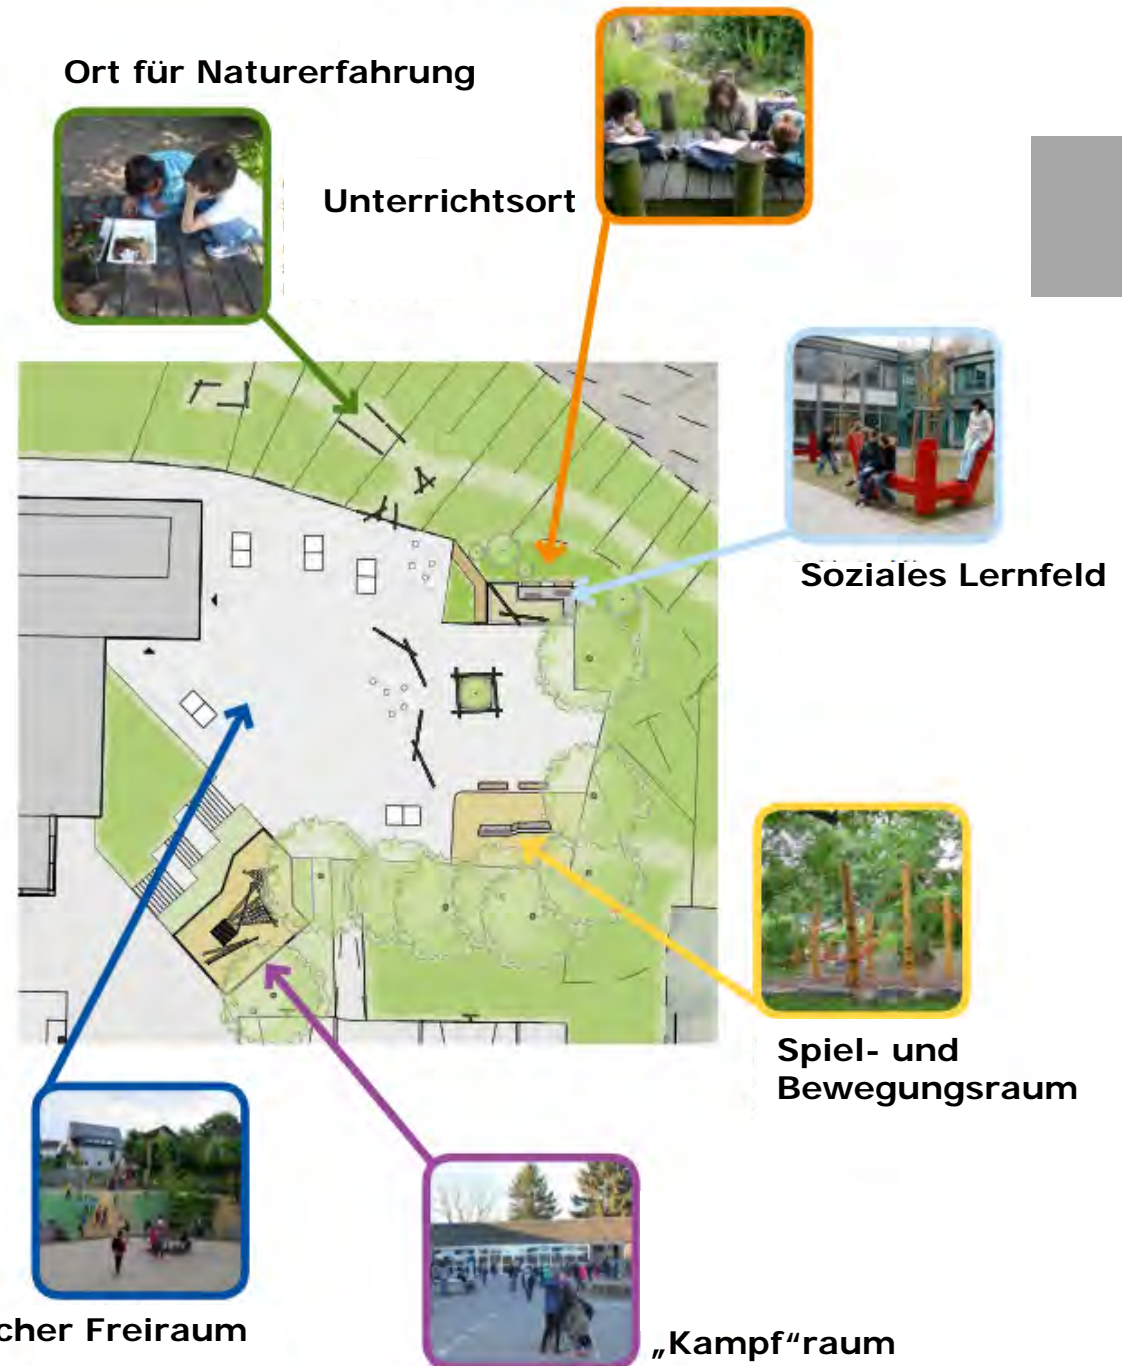 Ort für Naturerfahrung
Unterrichtsort
Soziales Lernfeld
Spiel- und
Bewegungsraum
cher Freiraum
„Kampf“raum